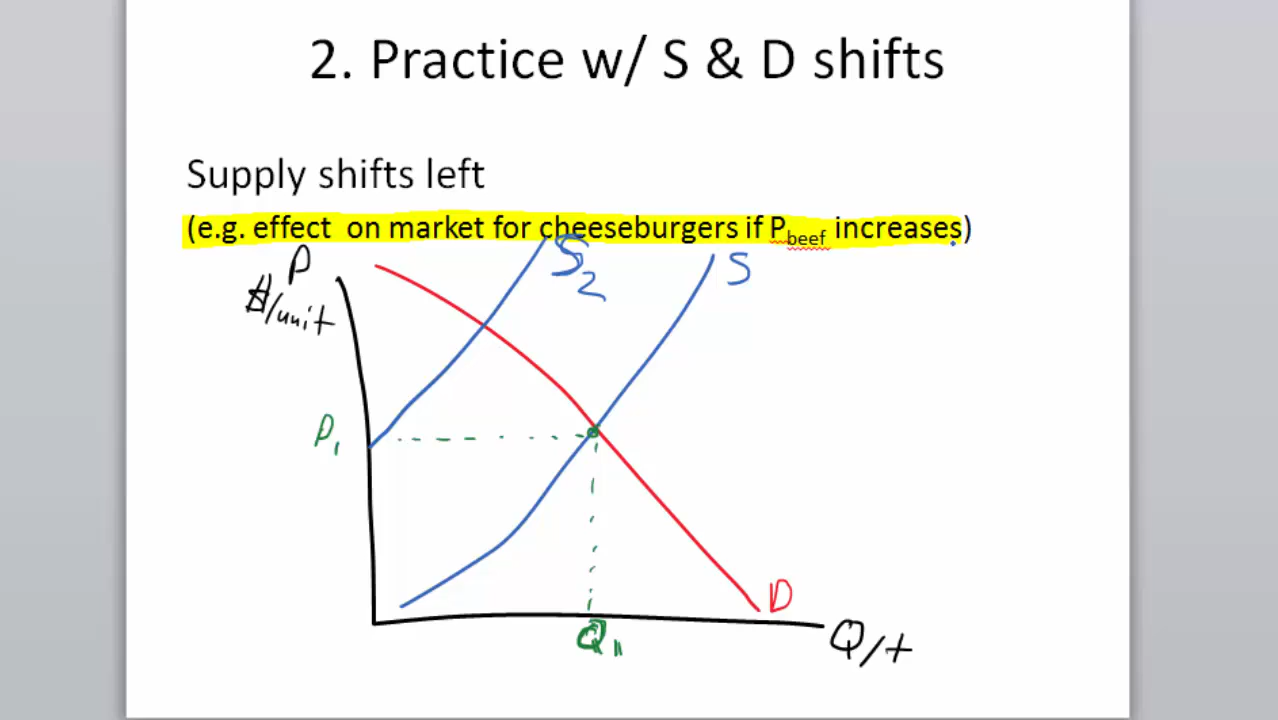 2. Practice w/ S & D shifts
Supply shifts left
(e.g. effect on market for cheeseburgers if Pbeef increases)
P
$/unit
S2
S
P1
D
Q1
Q/t